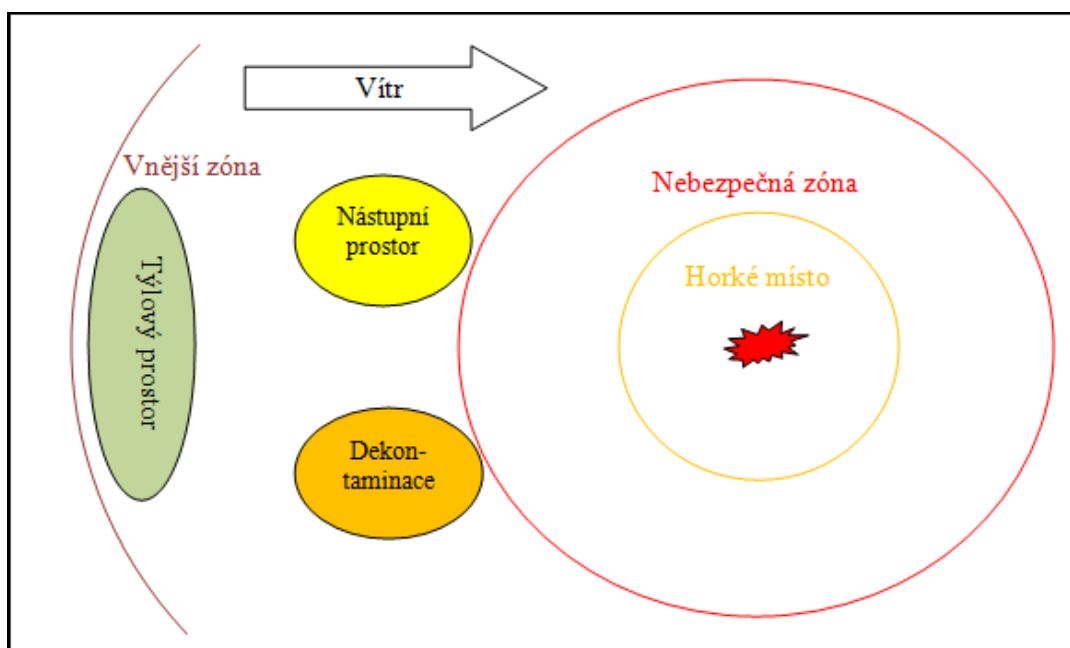 Vítr
Vnější zóna
Nebezpečná zóna
Nástupní
prostor
Horké místo
Týlový prostor
Dekon-
taminace